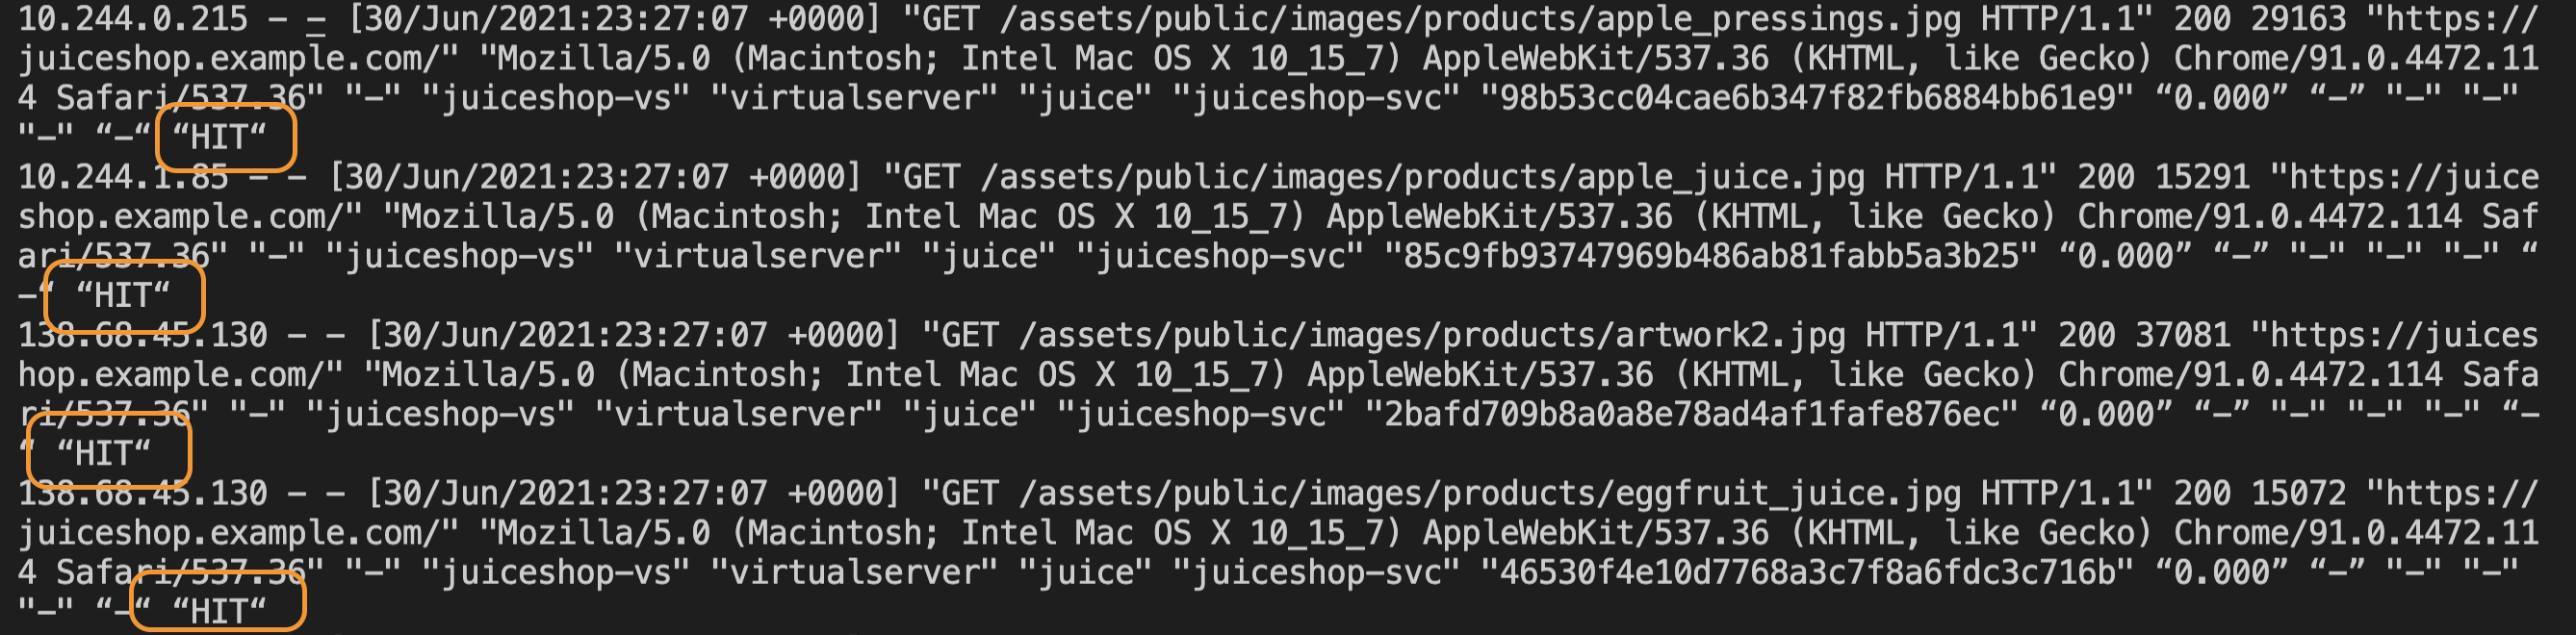 10.244.0.215 - - [30/Jun/2021:23:27:07 +0000] "GET /assets/public/images/products/apple_pressings.jpg HTTP/1.1" 200 29163 "https://
juiceshop.example.com/" "Mozilla/5.0 (Macintosh; Intel Mac OS X 10_15_7) AppleWebKit/537.36 (KHTML, like Gecko) Chrome/91.0.4472.11
4 Safari/537.36" "-" "juiceshop-vs" "virtualserver" "juice" "juiceshop-svc" "98b53cc04cae6b347f82fb6884bb61e9" “0.000” “-” "-" "-"
"-" “-“ “HIT“
10.244.1.85 - - [30/Jun/2021:23:27:07 +0000] "GET /assets/public/images/products/apple_juice.jpg HTTP/1.1" 200 15291 "https://juice
shop.example.com/" "Mozilla/5.0 (Macintosh; Intel Mac OS X 10_15_7) AppleWebKit/537.36 (KHTML, like Gecko) Chrome/91.0.4472.114 Saf
ari/537.36" "-" "juiceshop-vs" "virtualserver" "juice" "juiceshop-svc" "85c9fb93747969b486ab81fabb5a3b25" “0.000” “-” "-" "-" "-" “
-“ “HIT“
138.68.45.130 - - [30/Jun/2021:23:27:07 +0000] "GET /assets/public/images/products/artwork2.jpg HTTP/1.1" 200 37081 "https://juices
hop.example.com/" "Mozilla/5.0 (Macintosh; Intel Mac OS X 10_15_7) AppleWebKit/537.36 (KHTML, like Gecko) Chrome/91.0.4472.114 Safa
ri/537.36" "-" "juiceshop-vs" "virtualserver" "juice" "juiceshop-svc" "2bafd709b8a0a8e78ad4af1fafe876ec" “0.000” “-” "-" "-" "-" “-
“ “HIT“
138.68.45.130 - - [30/Jun/2021:23:27:07 +0000] "GET /assets/public/images/products/eggfruit_juice.jpg HTTP/1.1" 200 15072 "https://
juiceshop.example.com/" "Mozilla/5.0 (Macintosh; Intel Mac OS X 10_15_7) AppleWebKit/537.36 (KHTML, like Gecko) Chrome/91.0.4472.11
4 Safari/537.36" "-" "juiceshop-vs" "virtualserver" "juice" "juiceshop-svc" "46530f4e10d7768a3c7f8a6fdc3c716b" “0.000” “-” "-" "-"
"-" “-“ “HIT“